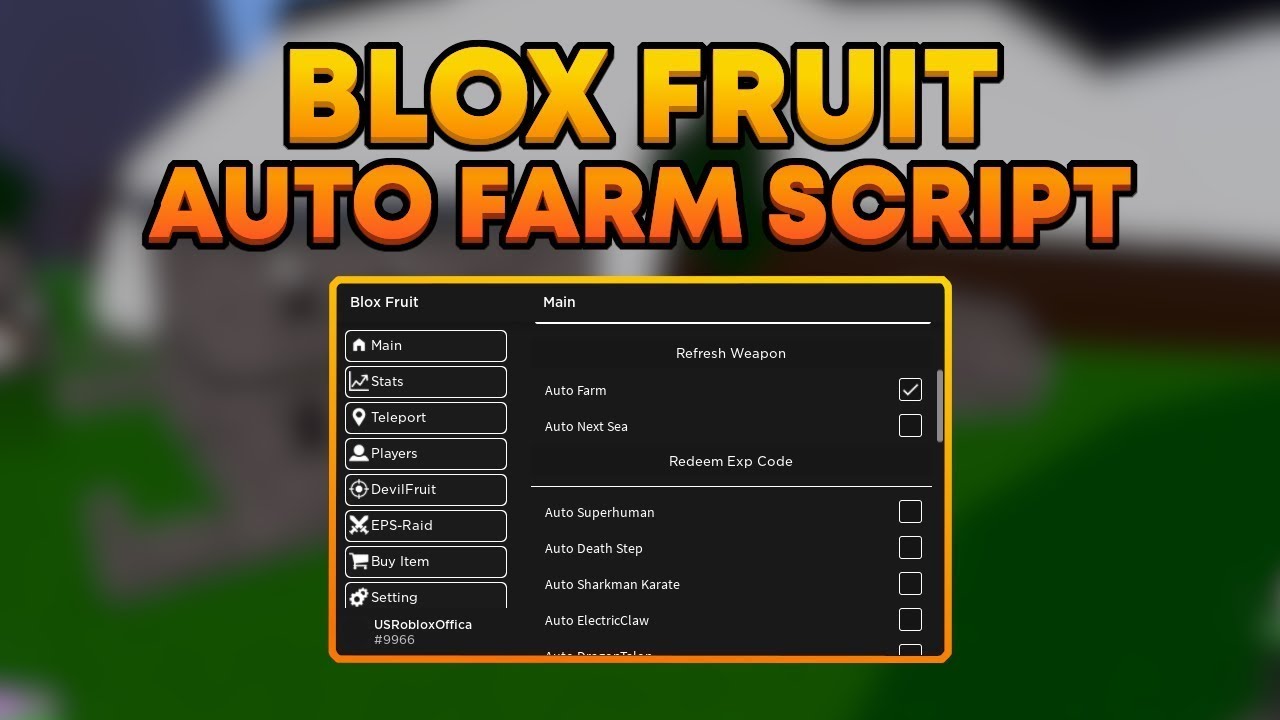 BLOX FRUIT
AUTO FARM SCRIPT
Blox Fruit
Main
Stats
Teleport
Players
DevilFruit
EPS-Raid
Buy Item
Setting
USRobloxOffica
#9966
Main
Refresh Weapon
Auto Farm
Auto Next Sea
Redeem Exp Code
Auto Superhuman
Auto Death Step
Auto Sharkman Karate
Auto ElectricClaw
Auto DragonTalon